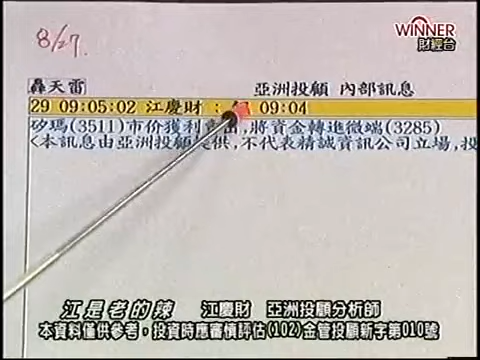 8/27.
WINNER
財經台
轟天雷 亞洲投顧 內部訊息
29 09:05:02 江慶財: 09:04
矽瑪(3511)市价獲利 出,將資金轉進微端(3285)
<本訊息由亞洲投顧 供,不代表精誠資訊公司立場,投
江是老的辣 江慶財 亞洲投顧分析師
本資料僅供參考,投資時應審慎評估(102)金管投顧新字第010號